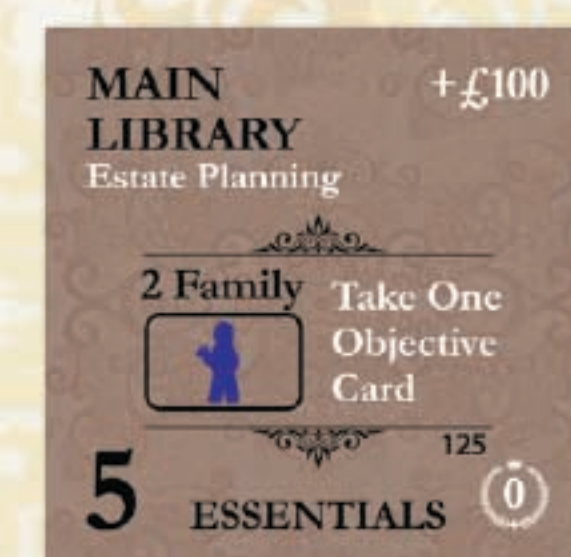 MAIN
LIBRARY
+£100
Estate Planning
2 Family
Take One
Objective
Card
125
5
ESSENTIALS
0